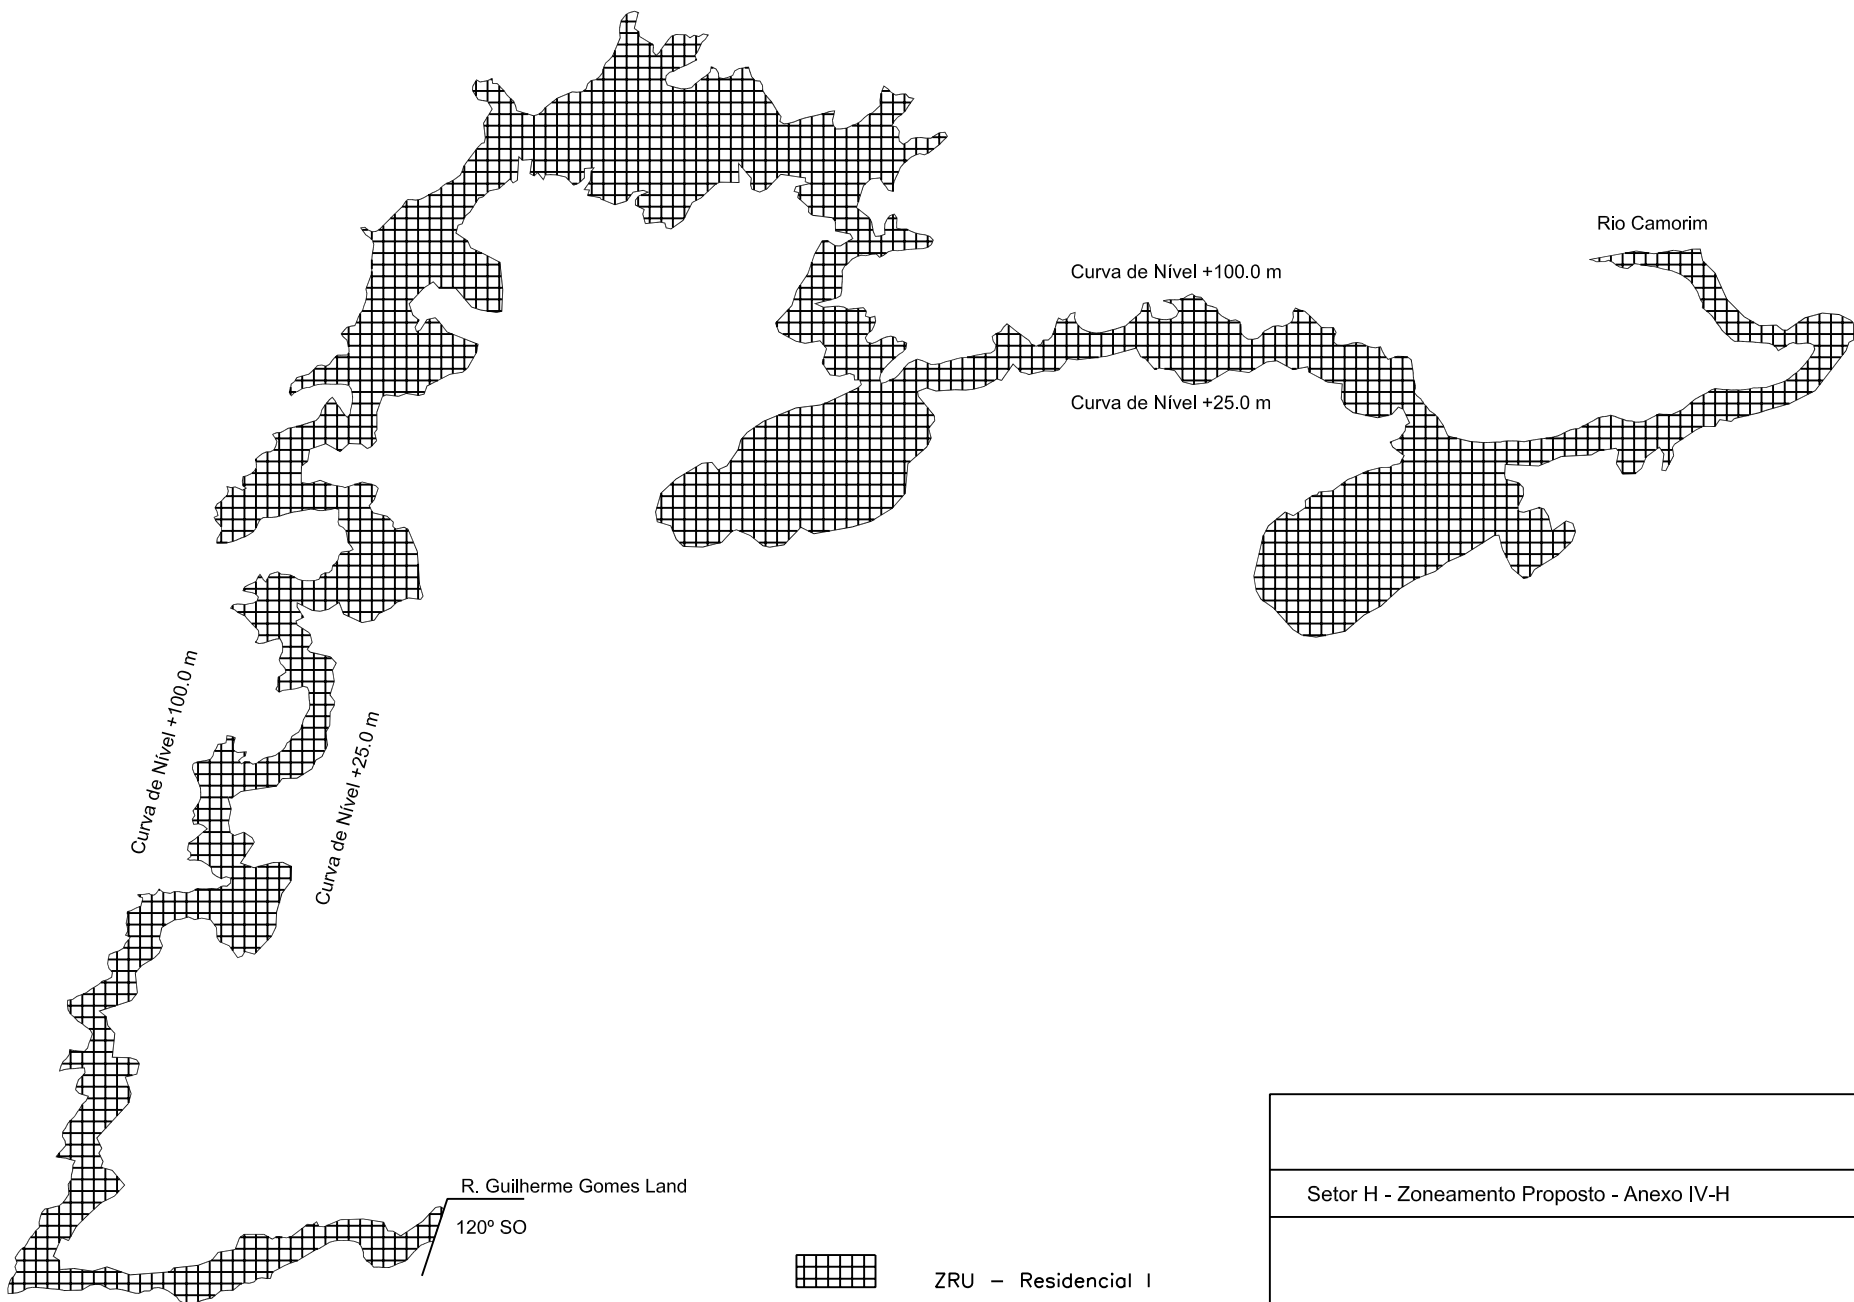 Rio Camorim
Curva de Nível +100.0 m
Curva de Nível +25.0 m
Curva de Nível +100.0 m
Curva de Nível +25.0 m
R. Guilherme Gomes Land
120º SO
Setor H - Zoneamento Proposto - Anexo IV-H
ZRU - Residencial I